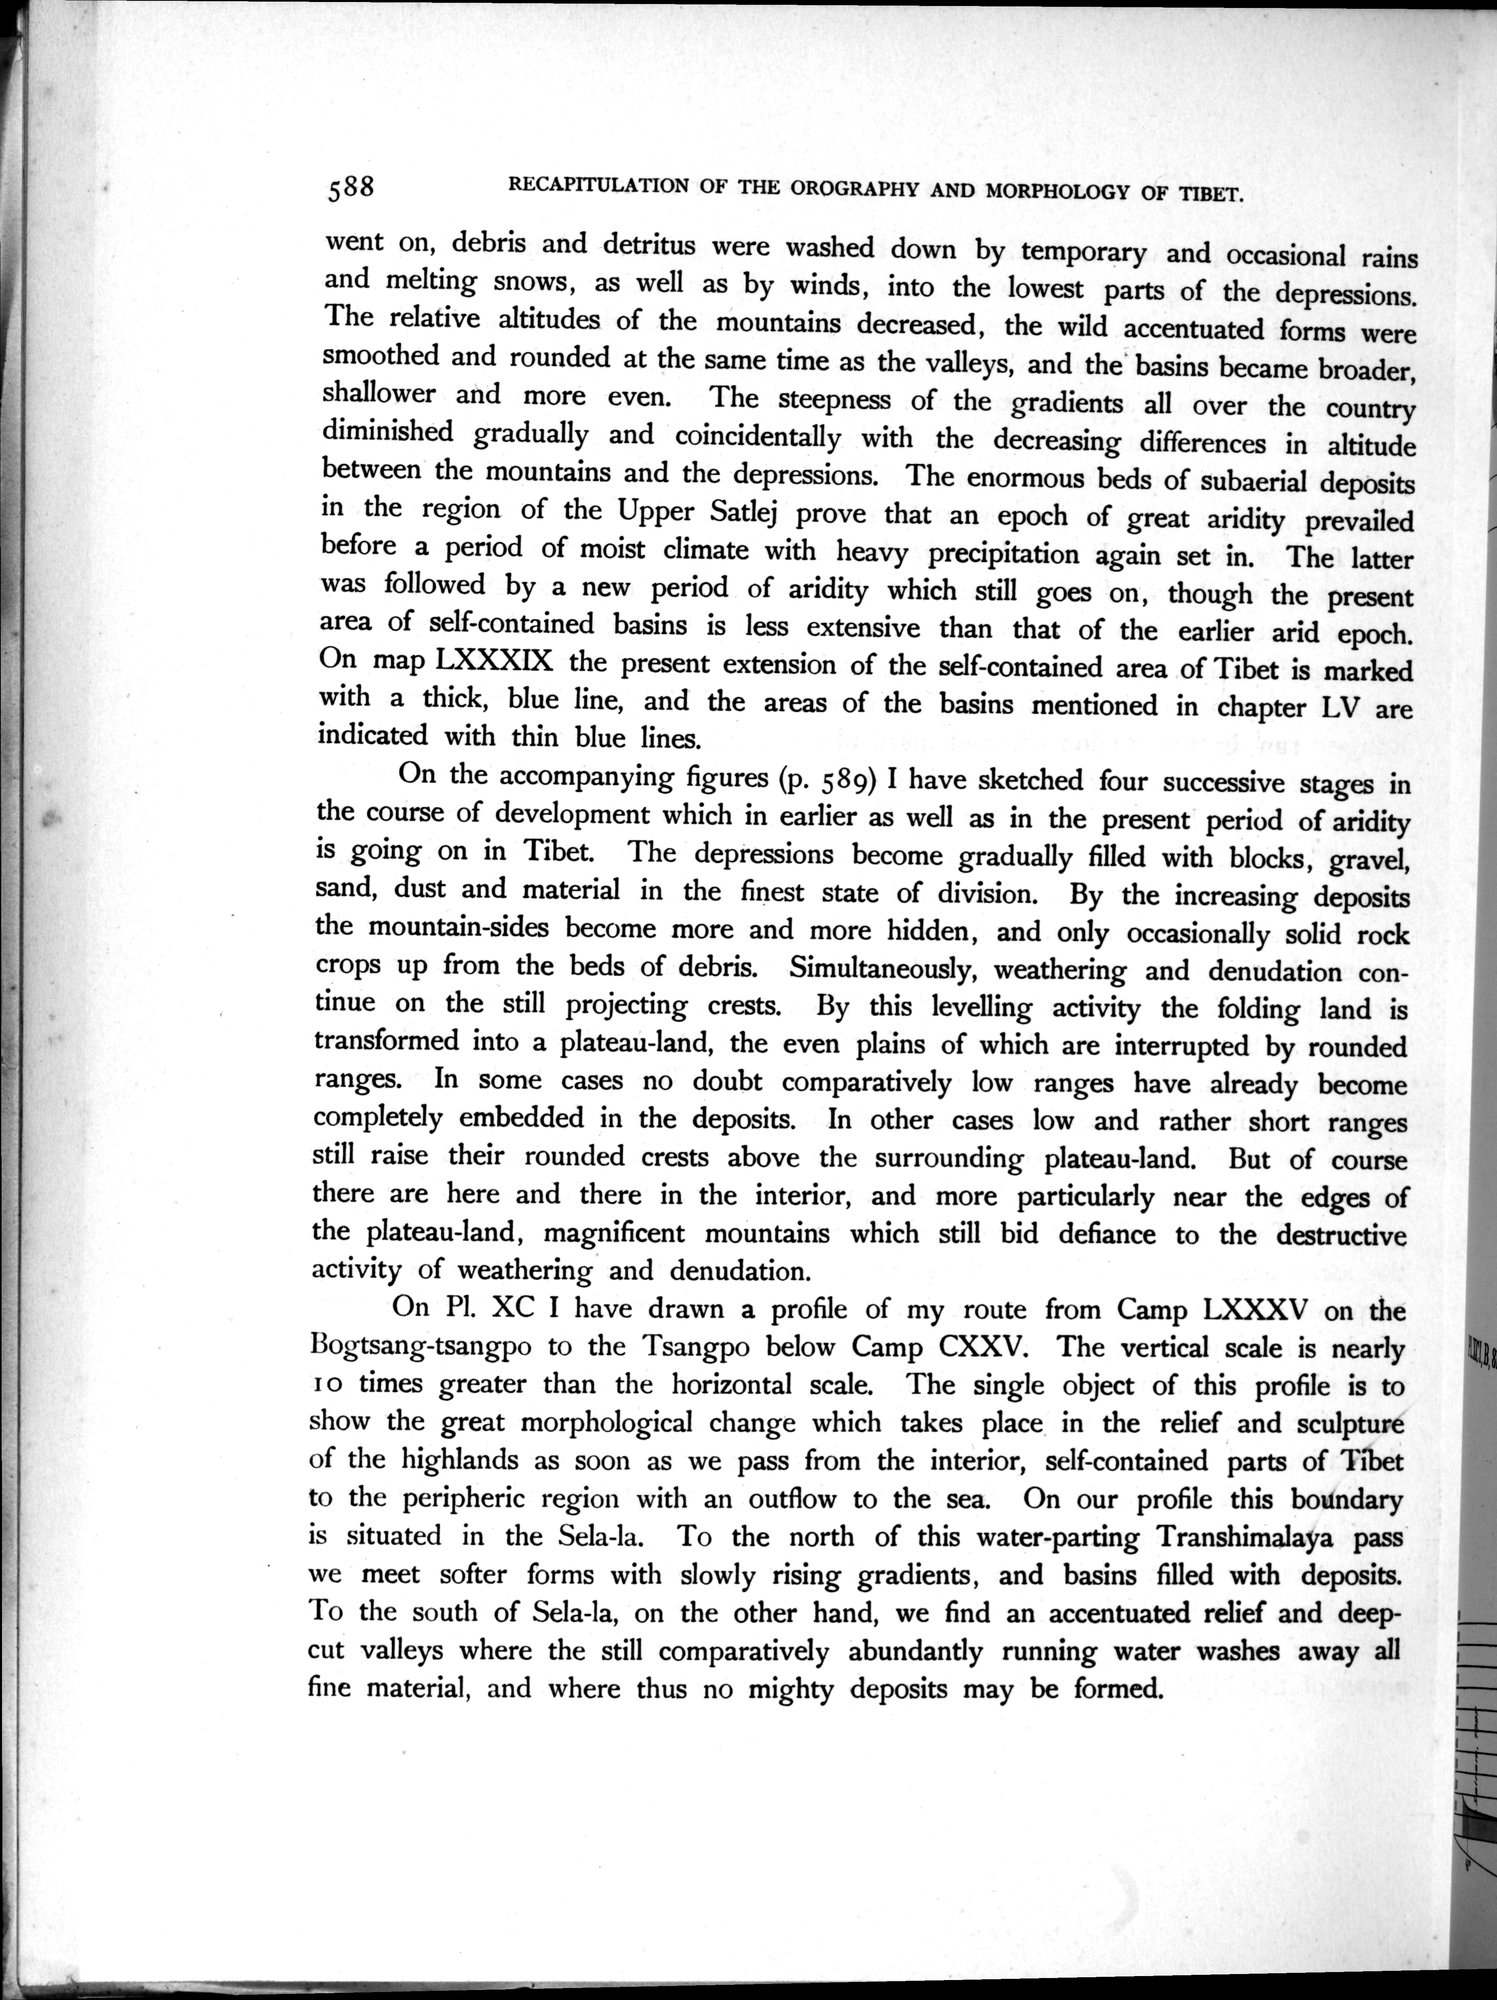 588 RECAPITULATION OF THE OROGRAPHY AND MORPHOLOGY OF TIBET.
went on, debris and detritus were washed down by temporary and occasional rains
and melting snows, as well as by winds, into the lowest parts of the depressions.
The relative altitudes of the mountains decreased, the wild accentuated forms were
smoothed and rounded at the same time as the valleys, and the basins became broader,
shallower and more even. The steepness of the gradients all over the country
diminished gradually and coincidentally with the decreasing differences in altitude
between the mountains and the depressions. The enormous beds of subaerial deposits
in the region of the Upper Satlej prove that an epoch of great aridity prevailed
before a period of moist climate with heavy precipitation again set in. The latter
was followed by a new period of aridity which still goes on, though the present
area of self-contained basins is less extensive than that of the earlier arid epoch.
On map LXXXIX the present extension of the self-contained area of Tibet is marked
with a thick, blue line, and the areas of the basins mentioned in chapter LV are
indicated with thin blue lines.
On the accompanying figures (p. 589) I have sketched four successive stages in
the course of development which in earlier as well as in the present period of aridity
is going on in Tibet. The depressions become gradually filled with blocks, gravel,
sand, dust and material in the finest state of division. By the increasing deposits
the mountain-sides become more and more hidden, and only occasionally solid rock
crops up from the beds of debris. Simultaneously, weathering and denudation con-
tinue on the still projecting crests. By this levelling activity the folding land is
transformed into a plateau-land, the even plains of which are interrupted by rounded
ranges. In some cases no doubt comparatively low ranges have already become
completely embedded in the deposits. In other cases low and rather short ranges
still raise their rounded crests above the surrounding plateau-land. But of course
there are here and there in the interior, and more particularly near the edges of
the plateau-land, magnificent mountains which still bid defiance to the destructive
activity of weathering and denudation.
On Pl. XC I have drawn a profile of my route from Camp LXXXV on the
Bogtsang-tsangpo to the Tsangpo below Camp CXXV. The vertical scale is nearly
10 times greater than the horizontal scale. The single object of this profile is to
show the great morphological change which takes place in the relief and sculpture
of the highlands as soon as we pass from the interior, self-contained parts of Tibet
to the peripheric region with an outflow to the sea. On our profile this boundary
is situated in the Sela-la. To the north of this water-parting Transhimalaya pass
we meet softer forms with slowly rising gradients, and basins filled with deposits.
To the south of Sela-la, on the other hand, we find an accentuated relief and deep-
cut valleys where the still comparatively abundantly running water washes away all
fine material, and where thus no mighty deposits may be formed.